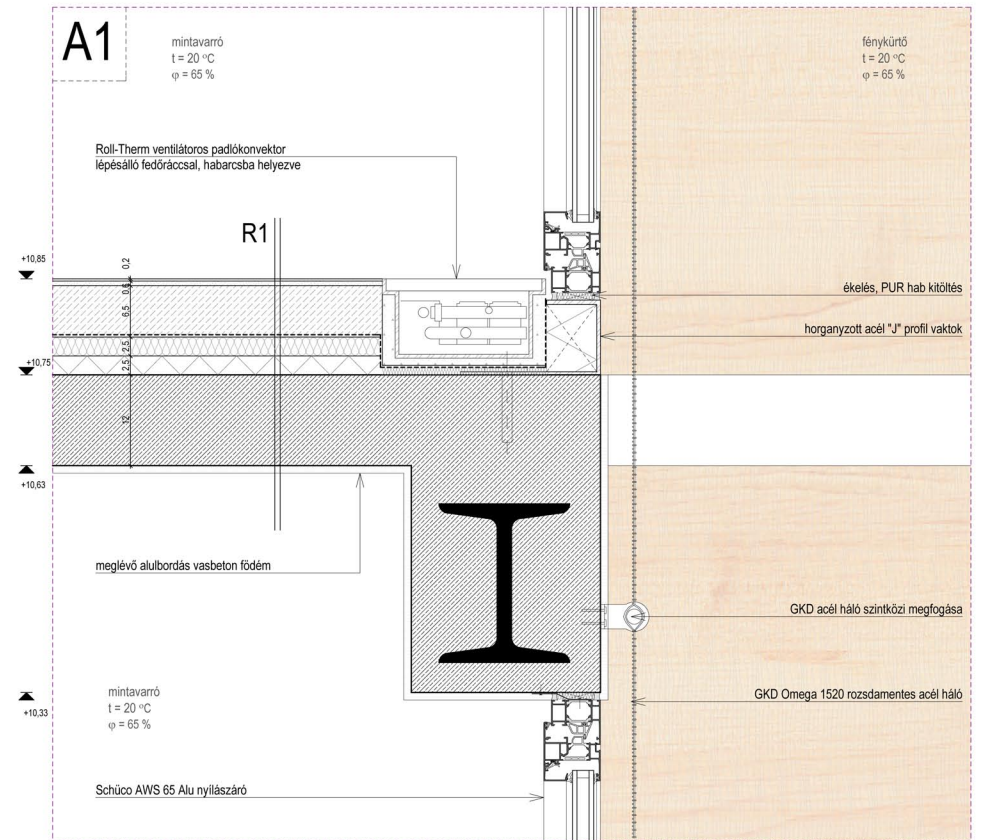 A1
mintavarró
t = 20 °C
φ = 65 %
fénykürtő
t = 20 °C
φ = 65 %
Roll-Therm ventilátoros padlókonvektor
lépésálló fedőráccsal, habarcsba helyezve
R1
+10,85
0,2
0,6
6,5
2,5
2,5
12
+10,75
+10,63
ékelés, PUR hab kitöltés
horganyzott acél "J" profil vaktok
meglévő alulbordás vasbeton födém
GKD acél háló szintközi megfogása
mintavarró
t = 20 °C
φ = 65 %
GKD Omega 1520 rozsdamentes acél háló
+10,33
Schüco AWS 65 Alu nyílászáró